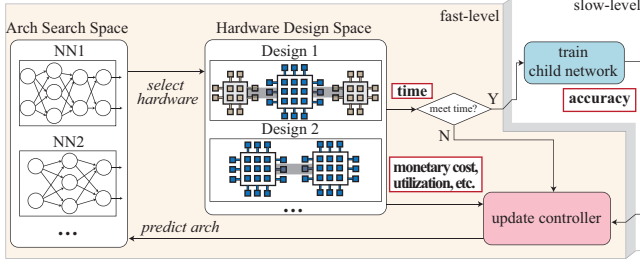 fast-level
slow-level
Arch Search Space
Hardware Design Space
NN1
Design 1
select
hardware
time
meet time?
Y
N
train
child network
accuracy
NN2
Design 2
monetary cost,
utilization, etc.
...
...
predict arch
update controller